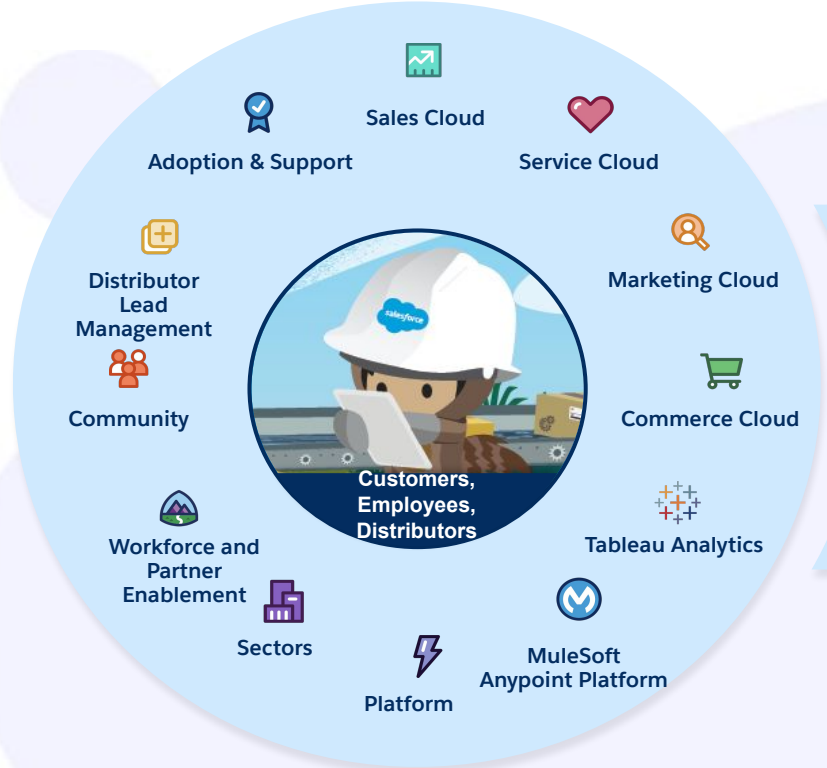 Sales Cloud
Adoption & Support
Service Cloud
Distributor
Lead
Management
Marketing Cloud
salesforce
Community
Commerce Cloud
Customers,
Employees,
Distributors
Workforce and
Partner
Enablement
Tableau Analytics
Sectors
MuleSoft
Anypoint Platform
Platform